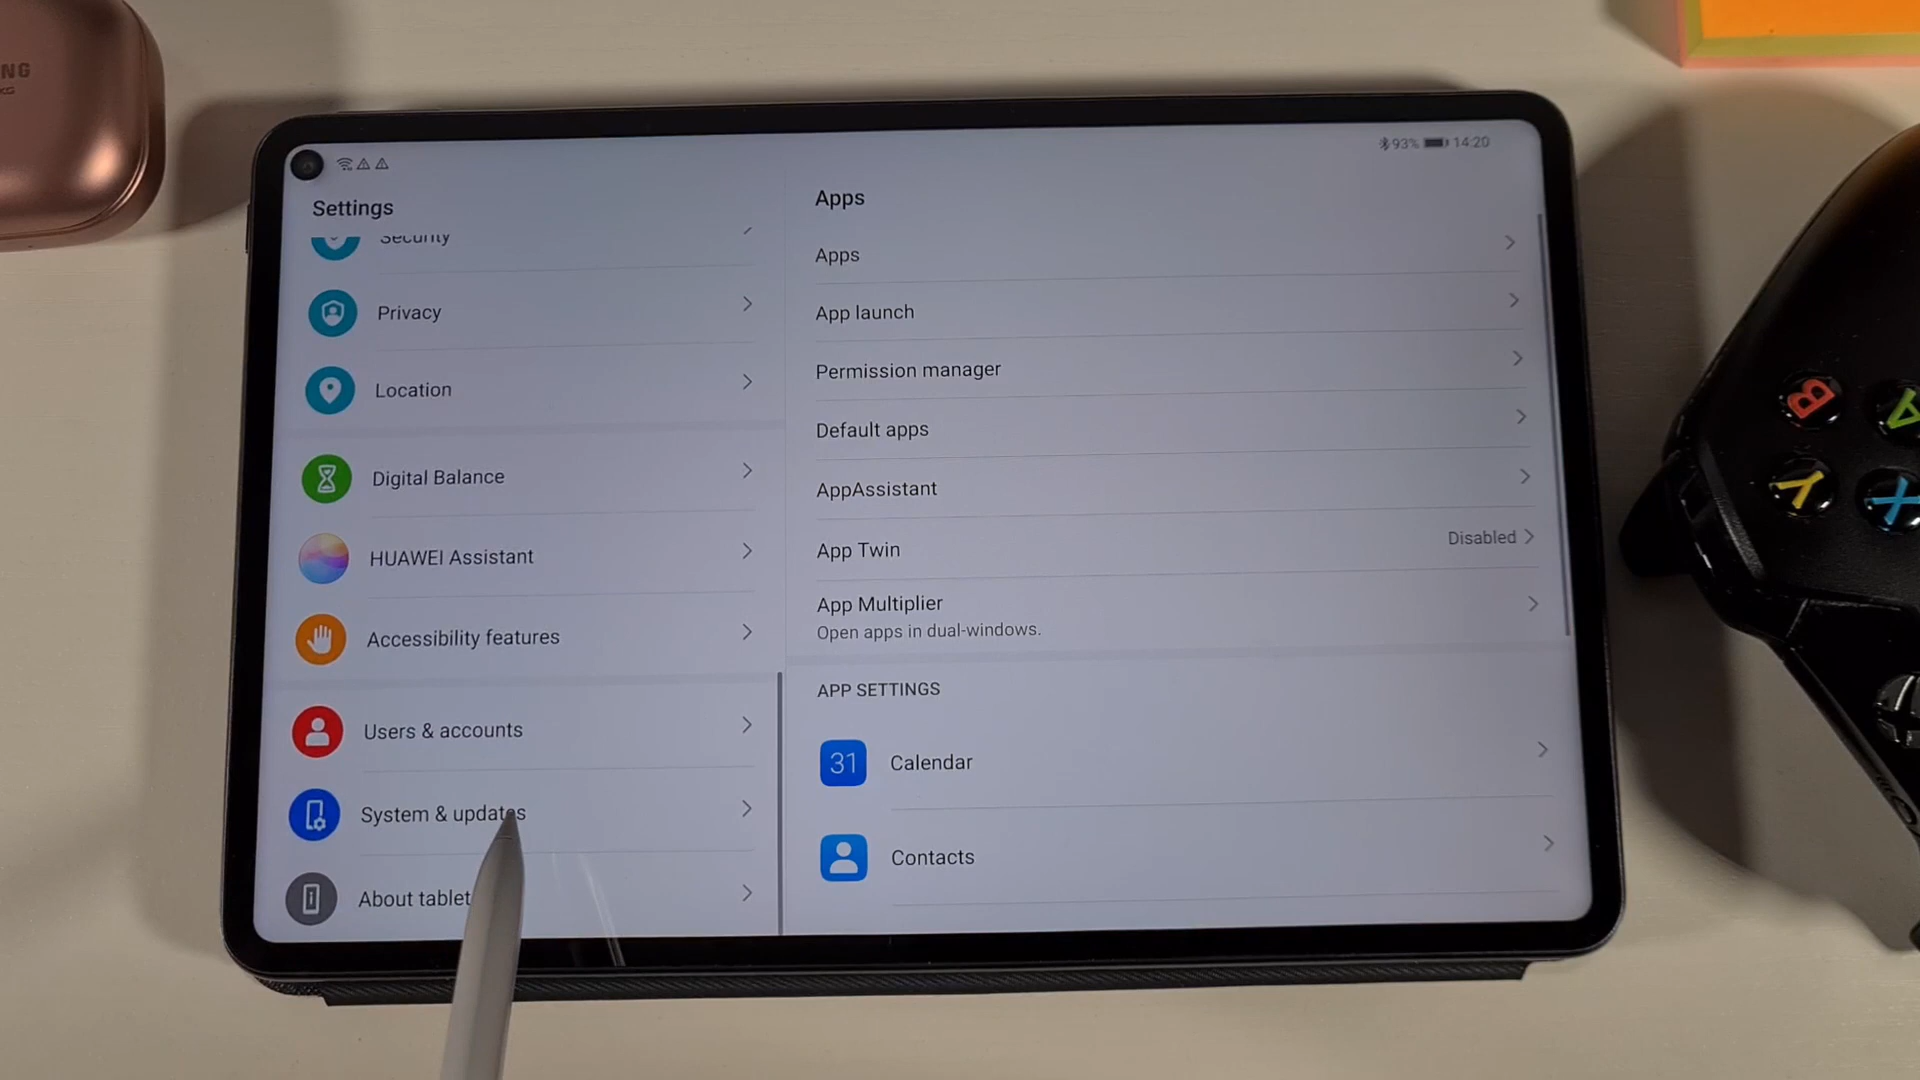 NG
93% 14:20
Settings
Security
Privacy
Location
Digital Balance
HUAWEI Assistant
Accessibility features
Users & accounts
System & updates
About tablet
Apps
Apps
App launch
Permission manager
Default apps
AppAssistant
App Twin
Disabled
App Multiplier
Open apps in dual-windows.
APP SETTINGS
31
Calendar
Contacts
B
A
Y
X